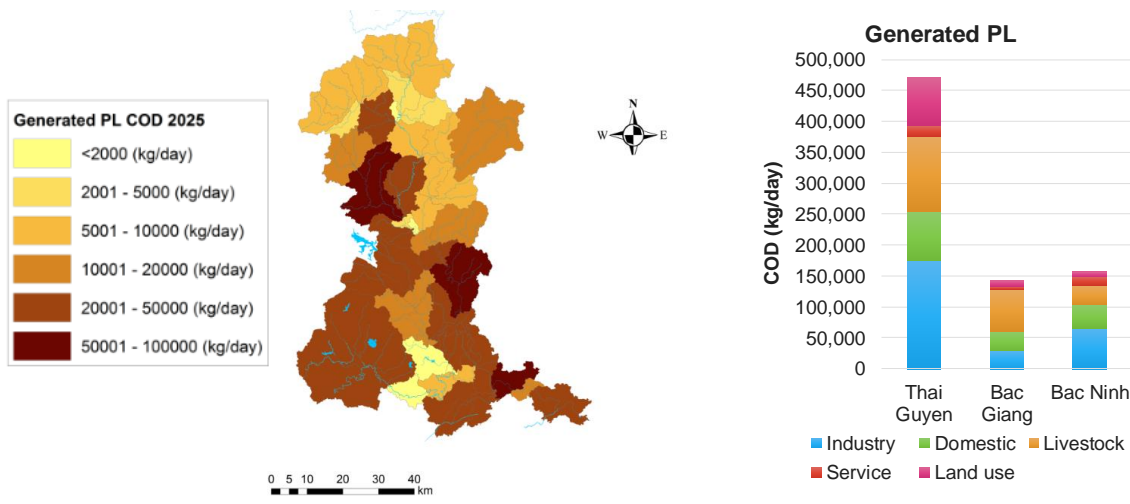 Generated PL COD 2025
<2000 (kg/day)
2001 - 5000 (kg/day)
5001 - 10000 (kg/day)
10001 - 20000 (kg/day)
20001 - 50000 (kg/day)
50001 - 100000 (kg/day)
N
W E
S
0 5 10 20 30 40
km
Generated PL
COD (kg/day)
500,000
450,000
400,000
350,000
300,000
250,000
200,000
150,000
100,000
50,000
0
Thai
Guyen
Bac
Giang
Bac Ninh
Industry Domestic Livestock
Service Land use